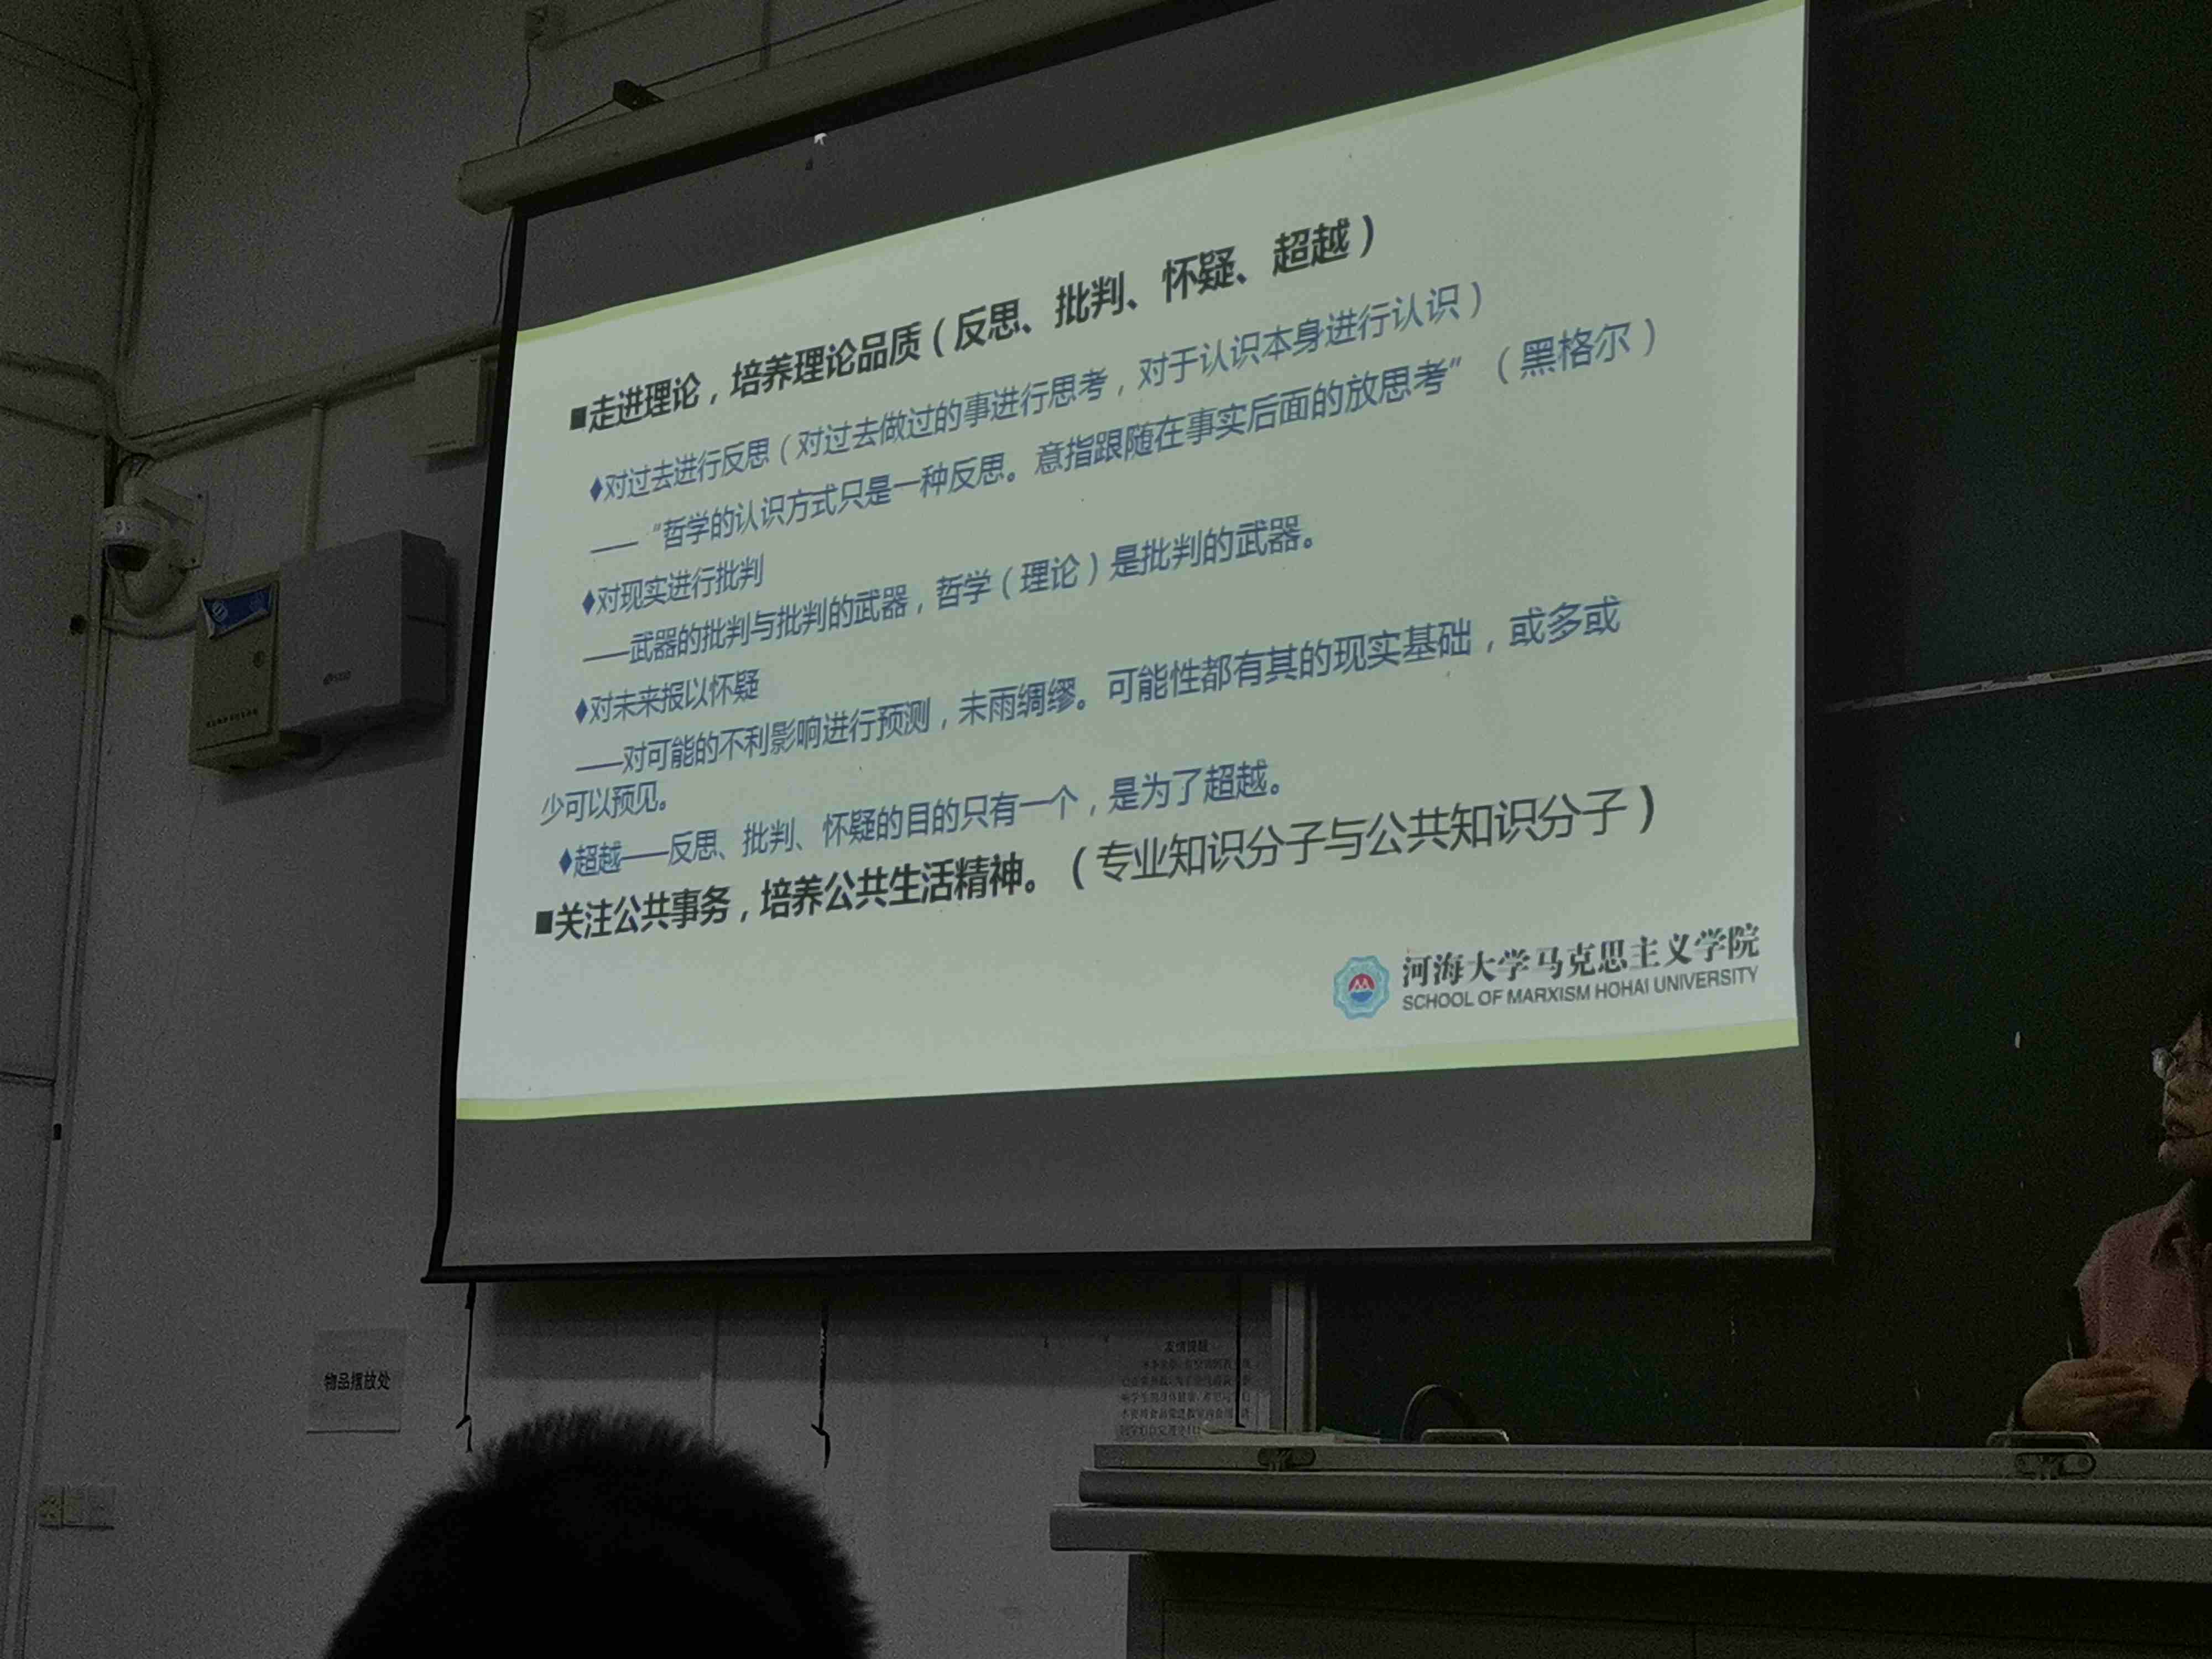 ■走进理论，培养理论品质（反思、批判、怀疑、超越）
♦对过去进行反思（对过去做过的事进行思考，对于认识本身进行认识）
——“哲学的认识方式只是一种反思。意指跟随在事实后面的放思考”（黑格尔）
♦对现实进行批判
——武器的批判与批判的武器，哲学（理论）是批判的武器。
♦对未来报以怀疑
——对可能的不利影响进行预测，未雨绸缪。可能性都有其的现实基础，或多或
少可以预见。
♦超越——反思、批判、怀疑的目的只有一个，是为了超越。
■关注公共事务，培养公共生活精神。（专业知识分子与公共知识分子）
河海大学马克思主义学院
SCHOOL OF MARXISM HOHAI UNIVERSITY
物品摆放处
友情提醒